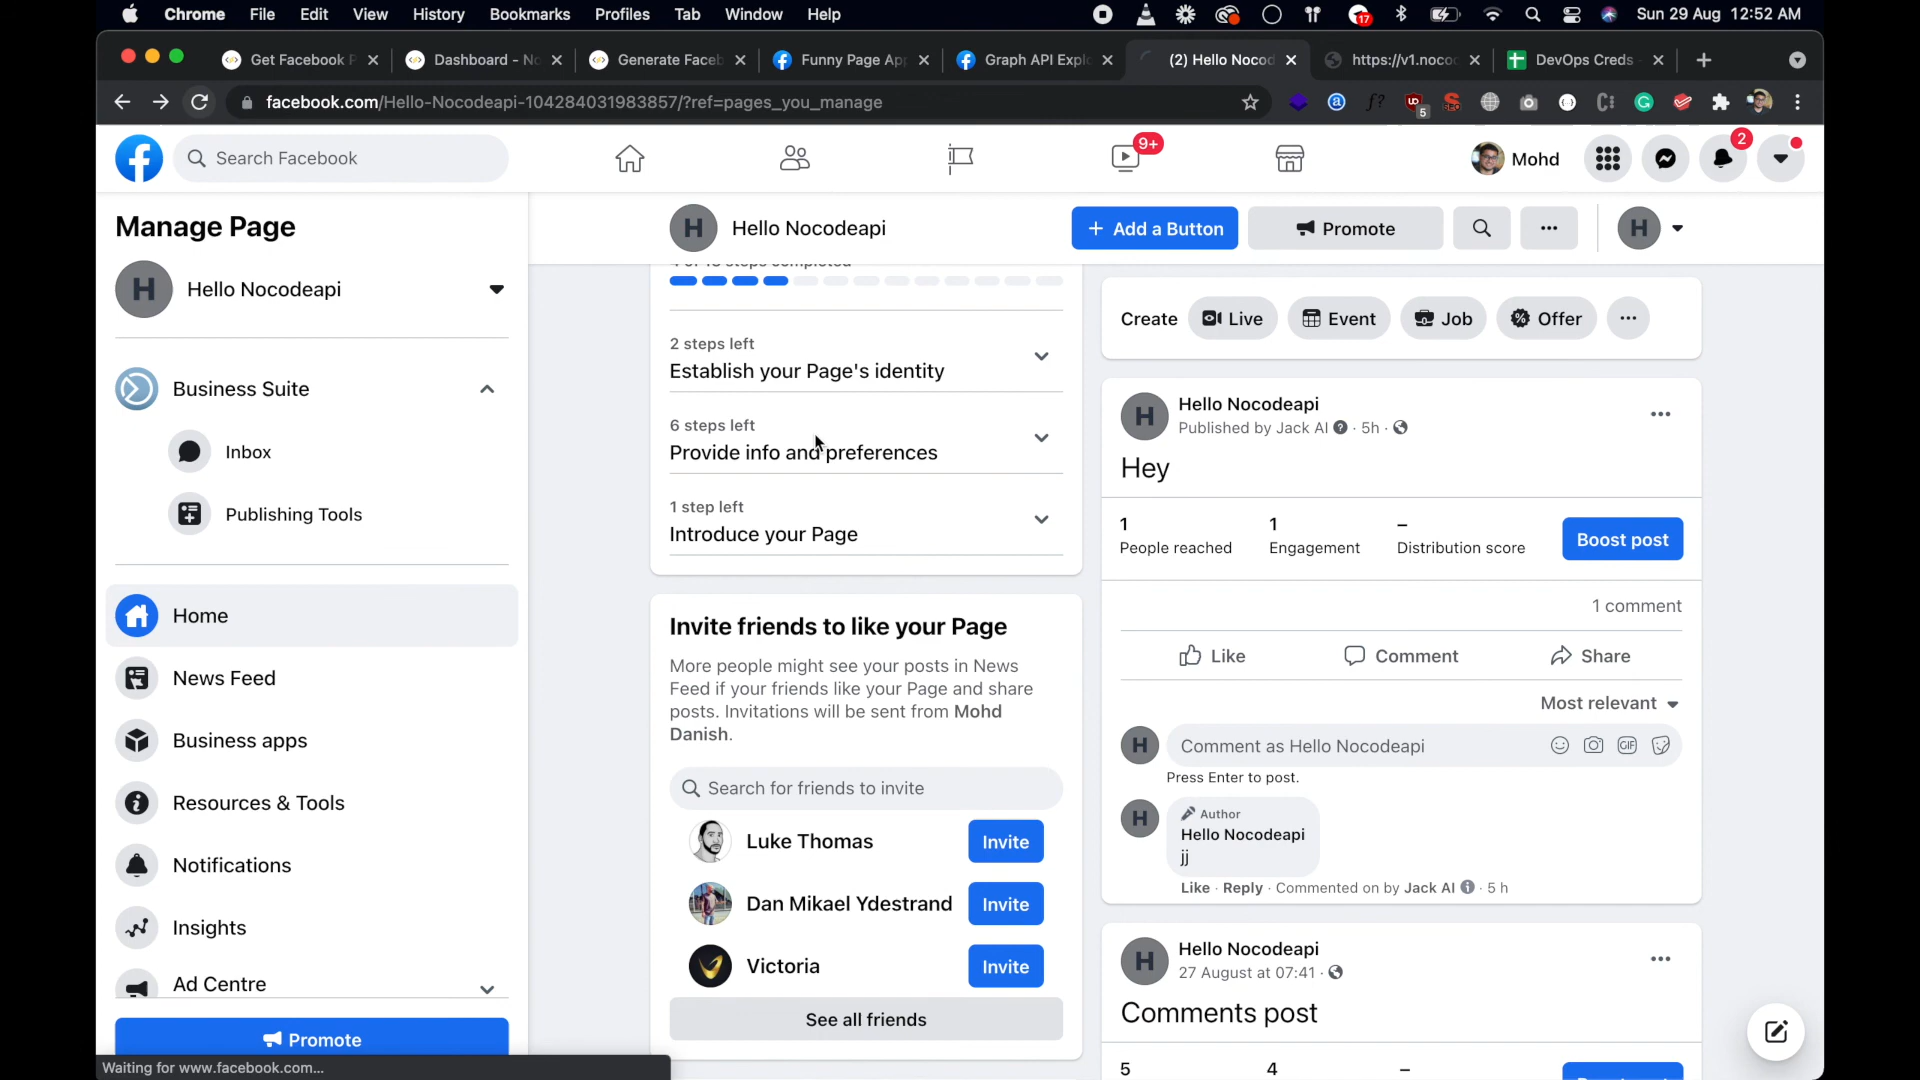 Chrome File Edit View History Bookmarks Profiles Tab Window Help 17 Sun 29 Aug 12:52 AM
Get Facebook P Dashboard - No Generate Faceb Funny Page Ap Graph API Explo (2) Hello Nocod https://v1.nocod DevOps Creds
facebook.com/Hello-Nocodeapi-104284031983857/?ref=pages_you_manage 5
Search Facebook 9+ Mohd 2
Manage Page
Hello Nocodeapi
Business Suite
Inbox
Publishing Tools
Home
News Feed
Business apps
Resources & Tools
Notifications
Insights
Ad Centre
Promote
Waiting for www.facebook.com...
H Hello Nocodeapi + Add a Button Promote H
2 steps left
Establish your Page's identity
6 steps left
Provide info and preferences
1 step left
Introduce your Page
Invite friends to like your Page
More people might see your posts in News
Feed if your friends like your Page and share
posts. Invitations will be sent from Mohd
Danish.
Search for friends to invite
Luke Thomas Invite
Dan Mikael Ydestrand Invite
Victoria Invite
See all friends
Create Live Event Job Offer
H Hello Nocodeapi
Published by Jack Al · 5h ·
Hey
1 1 –
People reached Engagement Distribution score Boost post
1 comment
Like Comment Share
Most relevant
H Comment as Hello Nocodeapi GIF
Press Enter to post.
H Author
Hello Nocodeapi
jj
Like · Reply · Commented on by Jack Al · 5 h
H Hello Nocodeapi
27 August at 07:41 ·
Comments post
5 4 –